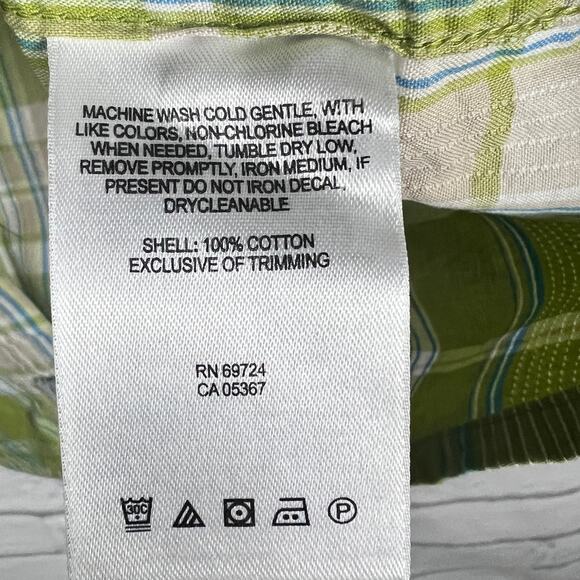 MACHINE WASH COLD GENTLE, WITH
LIKE COLORS, NON-CHLORINE BLEACH
WHEN NEEDED, TUMBLE DRY LOW,
REMOVE PROMPTLY, IRON MEDIUM, IF
PRESENT DO NOT IRON DECAL,
DRYCLEANABLE
SHELL: 100% COTTON
EXCLUSIVE OF TRIMMING
RN 69724
CA 05367
30C P